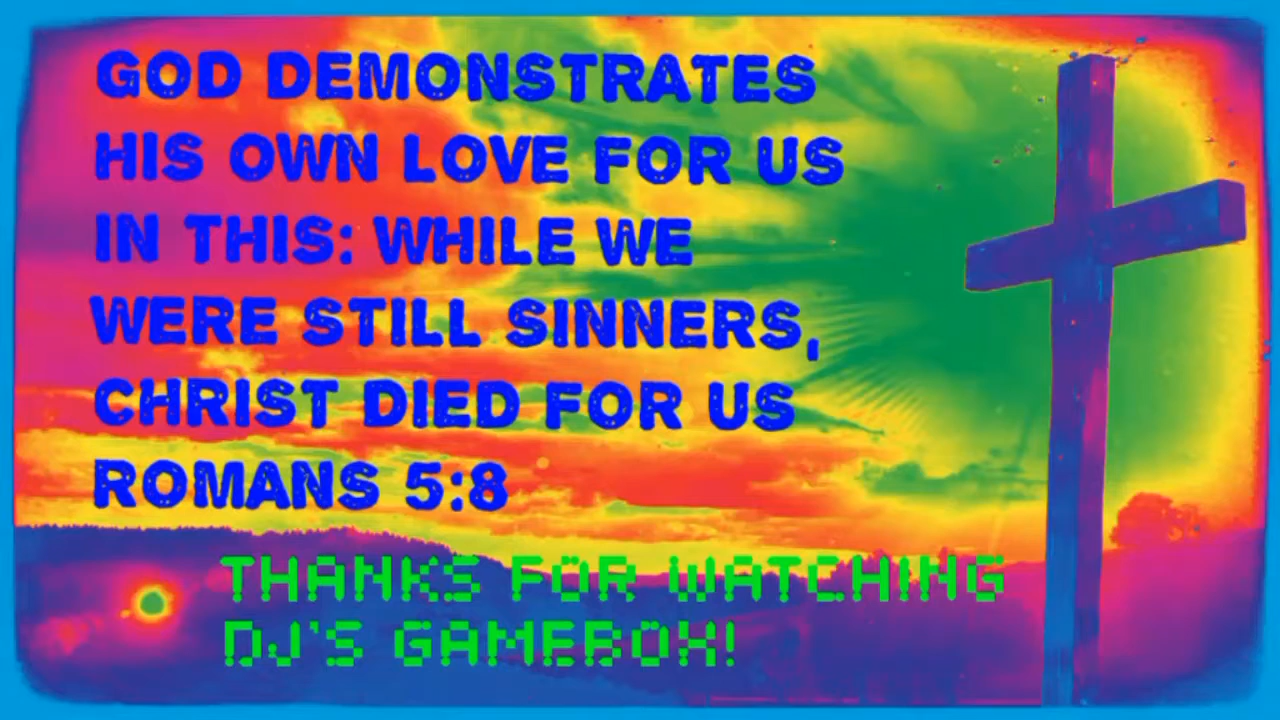 GOD DEMONSTRATES
HIS OWN LOVE FOR US
IN THIS: WHILE WE
WERE STILL SINNERS,
CHRIST DIED FOR US
ROMANS 5:8
THANKS FOR WATCHING
DJ'S GAMEBOX!